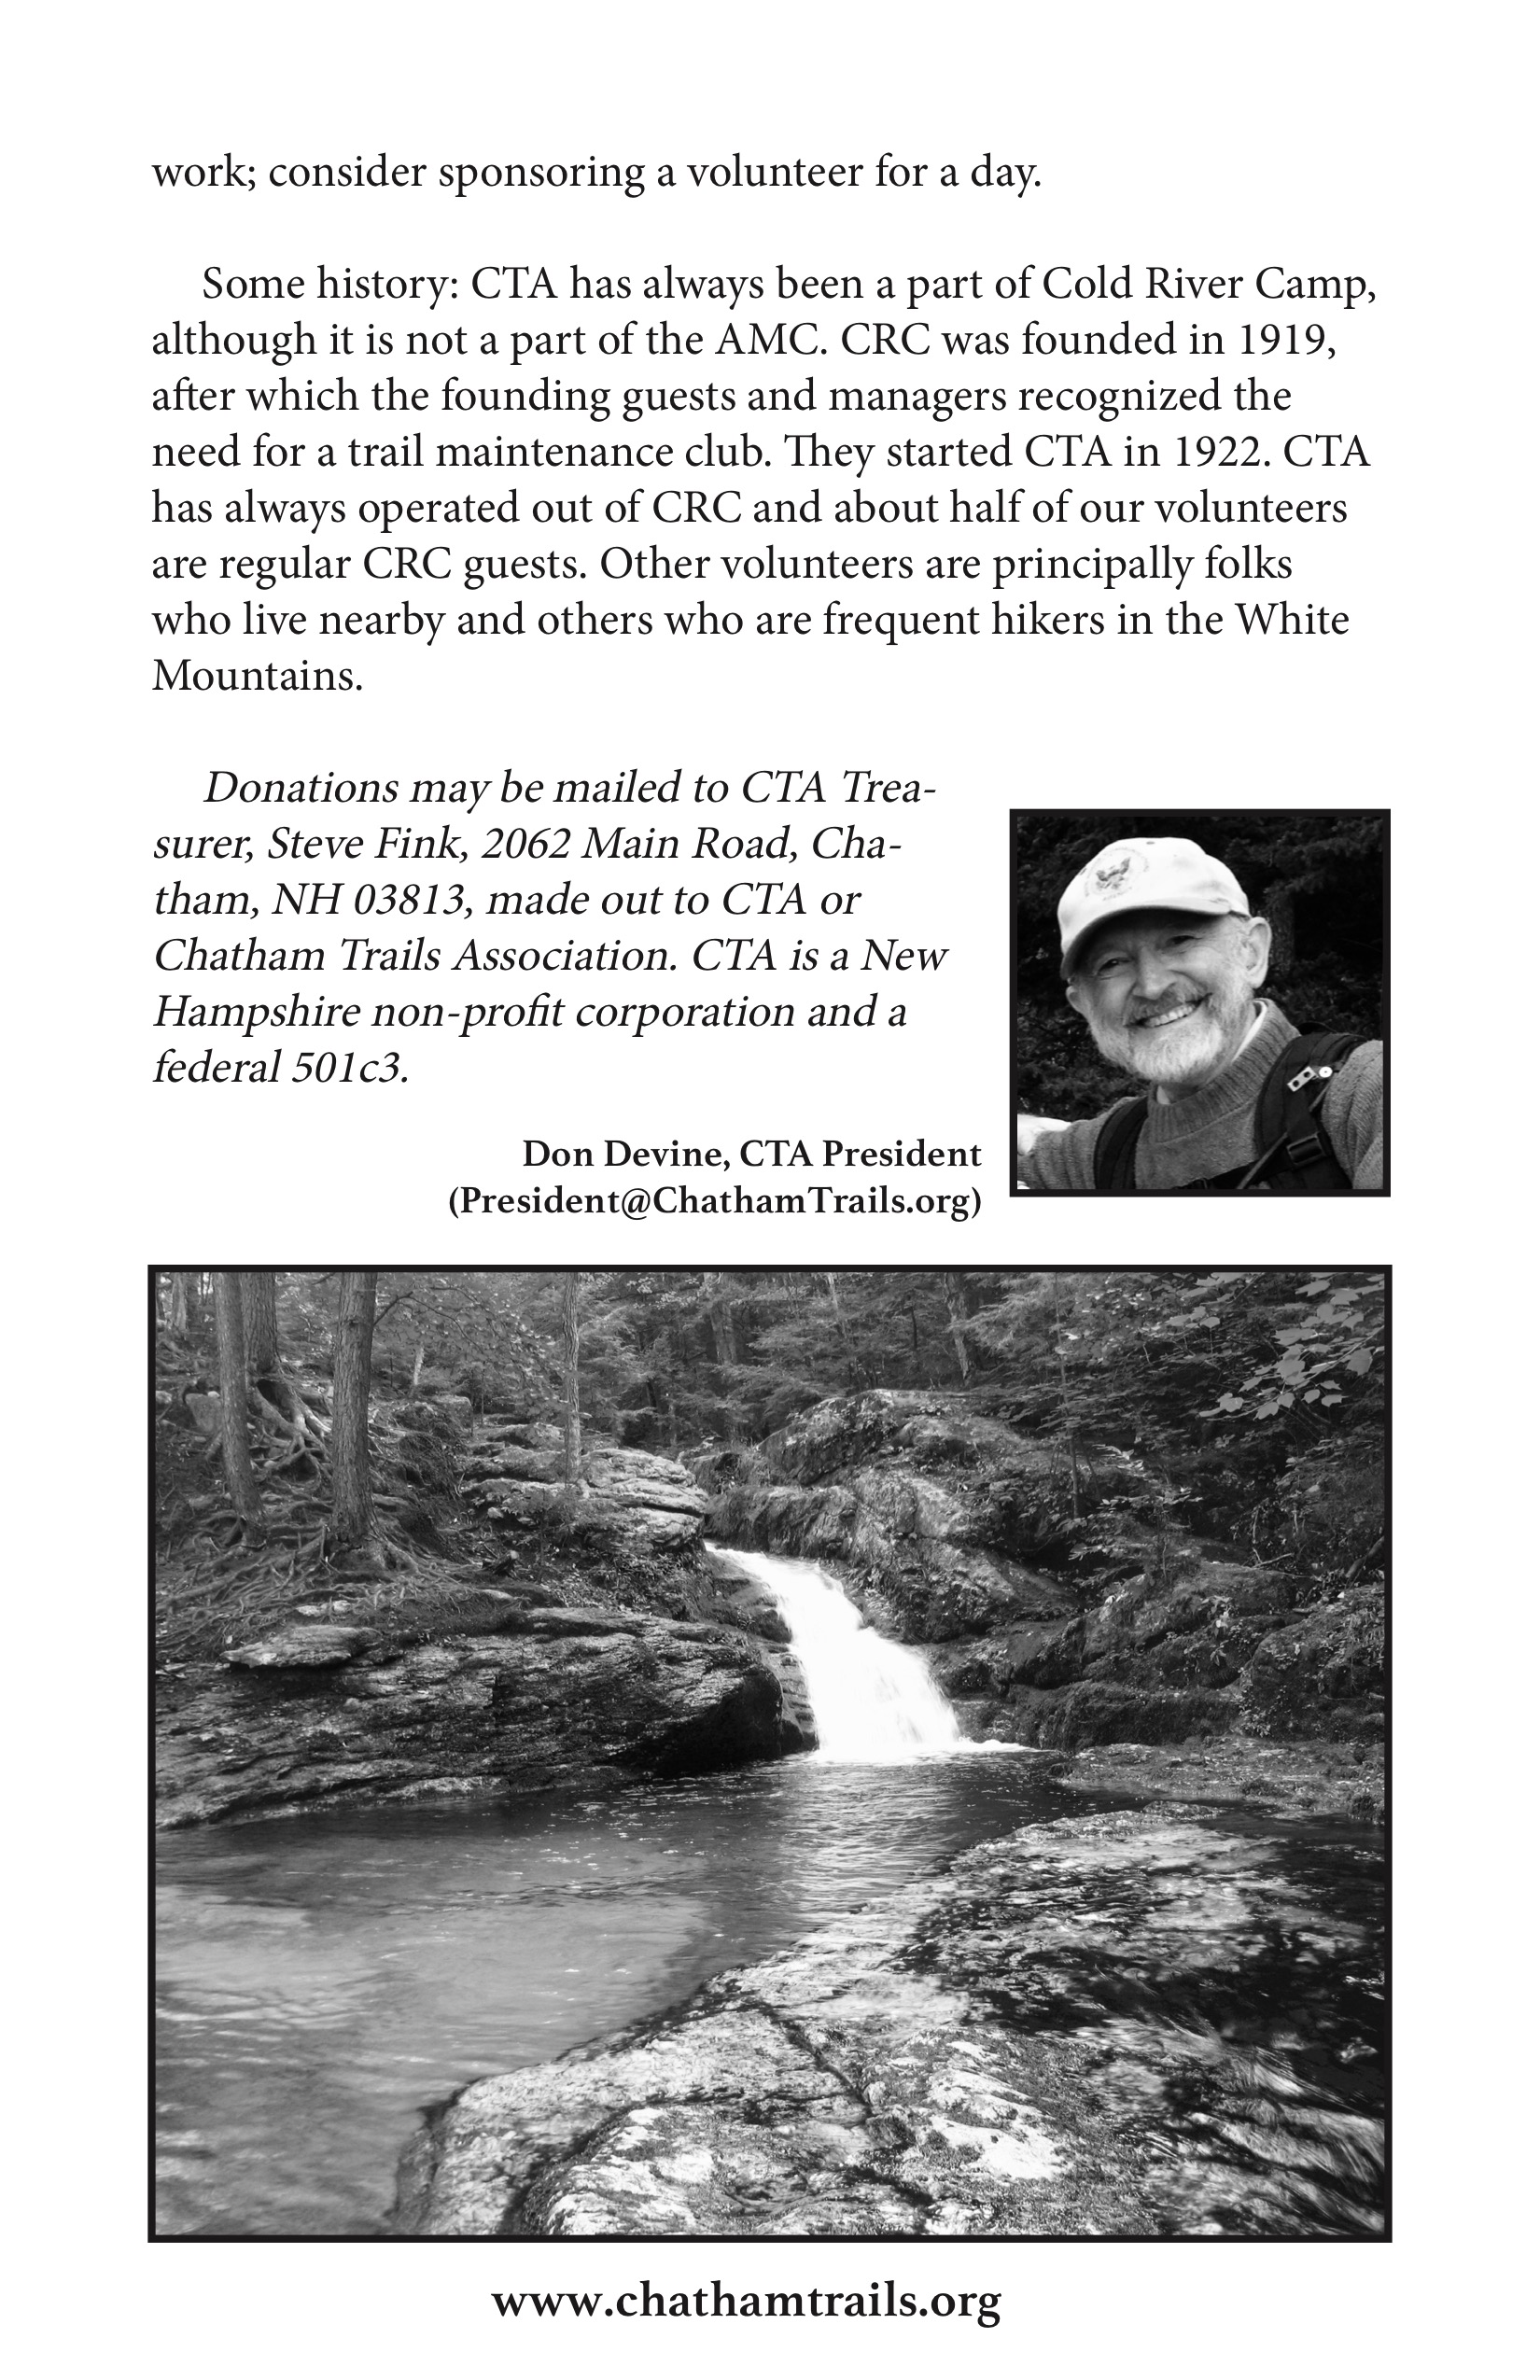 work; consider sponsoring a volunteer for a day.
Some history: CTA has always been a part of Cold River Camp,
although it is not a part of the AMC. CRC was founded in 1919,
after which the founding guests and managers recognized the
need for a trail maintenance club. They started CTA in 1922. CTA
has always operated out of CRC and about half of our volunteers
are regular CRC guests. Other volunteers are principally folks
who live nearby and others who are frequent hikers in the White
Mountains.
Donations may be mailed to CTA Trea-
surer, Steve Fink, 2062 Main Road, Cha-
tham, NH 03813, made out to CTA or
Chatham Trails Association. CTA is a New
Hampshire non-profit corporation and a
federal 501c3.
Don Devine, CTA President
(President@ChathamTrails.org)
www.chathamtrails.org